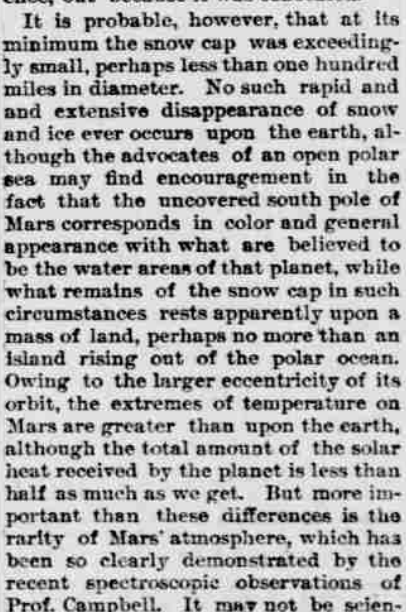 It is probable, however, that at its
minimum the snow cap was exceeding-
ly small, perhaps less than one hundred
miles in diameter. No such rapid and
and extensive disappearance of snow
and ice ever occurs upon the earth, al-
though the advocates of an open polar
sea may find encouragement in the
fact that the uncovered south pole of
Mars corresponds in color and general
appearance with what are believed to
be the water areas of that planet, while
what remains of the snow cap in such
circumstances rests apparently upon a
mass of land, perhaps no more than an
island rising out of the polar ocean.
Owing to the larger eccentricity of its
orbit, the extremes of temperature on
Mars are greater than upon the earth,
although the total amount of the solar
heat received by the planet is less than
half as much as we get. But more im-
portant than these differences is the
rarity of Mars' atmosphere, which has
been so clearly demonstrated by the
recent spectroscopic observations of
Prof. Campbell. It may not be scien-